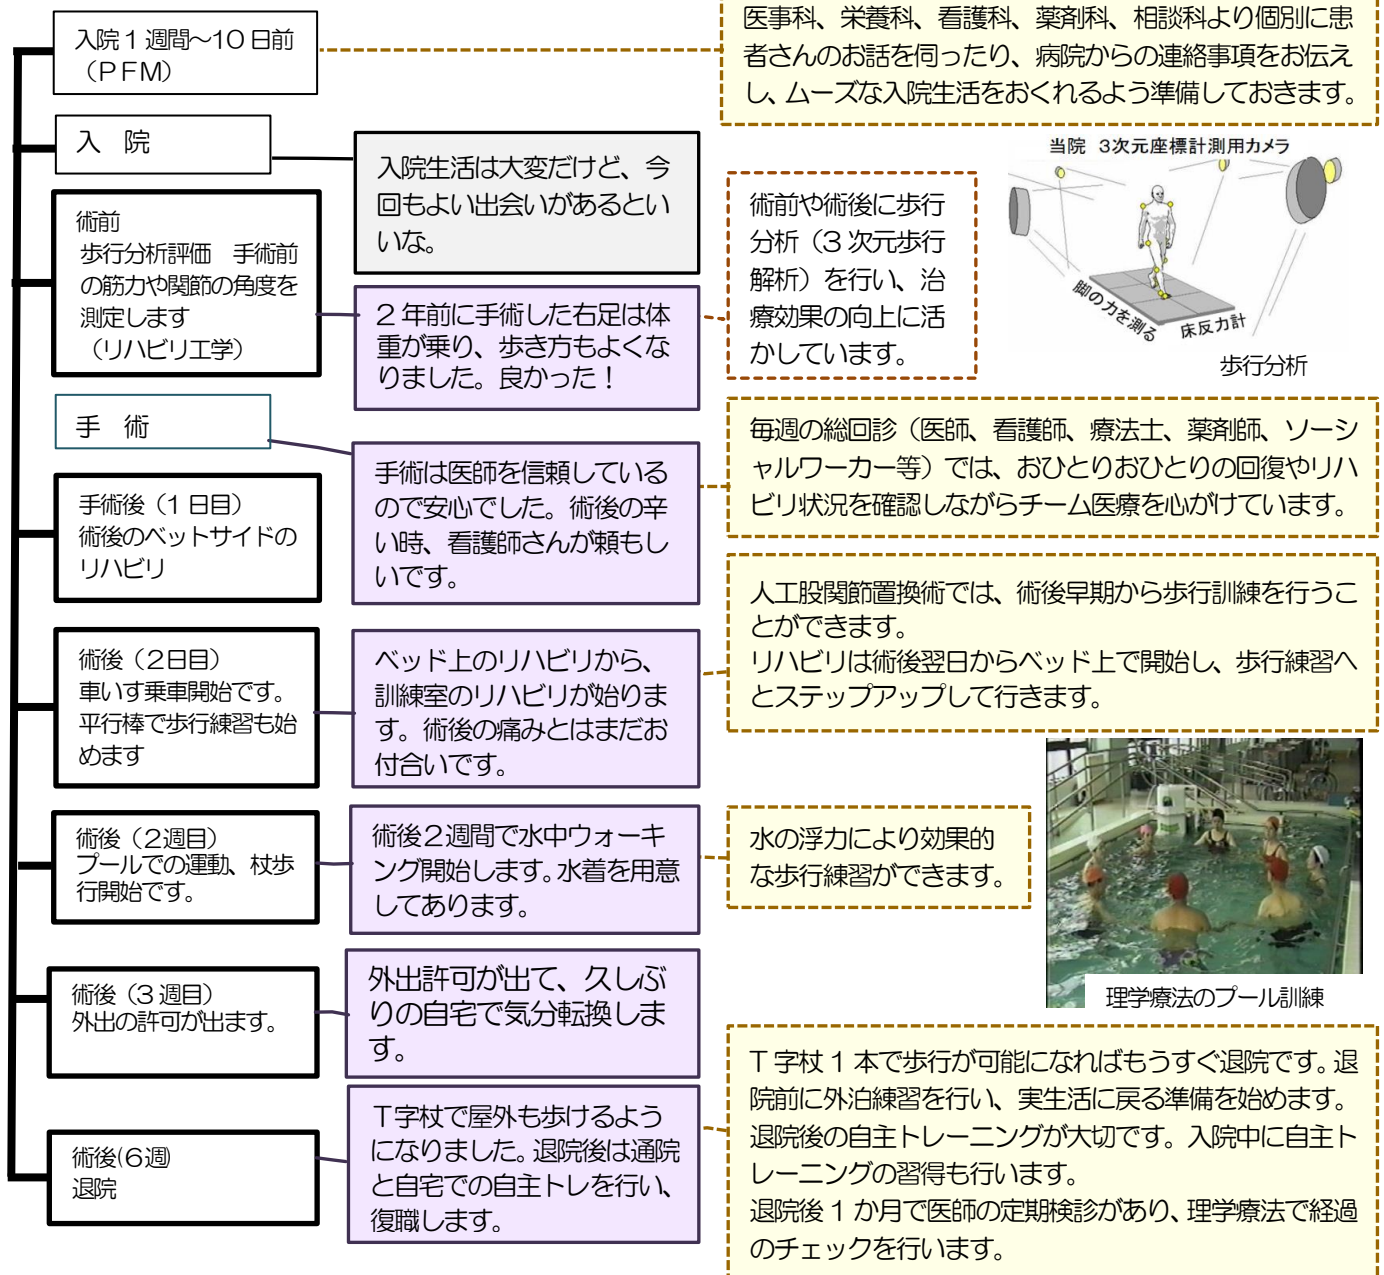 入院1週間～10日前
（PFM）
医事科、栄養科、看護科、薬剤科、相談科より個別に患
者さんのお話を伺ったり、病院からの連絡事項をお伝え
し、ムーズな入院生活をおくれるよう準備しておきます。
入　院
入院生活は大変だけど、今
回もよい出会いがあるとい
いな。
術前
歩行分析評価　手術前
の筋力や関節の角度を
測定します
（リハビリ工学）
2年前に手術した右足は体
重が乗り、歩き方もよくな
りました。良かった！
術前や術後に歩行
分析（3次元歩行
解析）を行い、治
療効果の向上に活
かしています。
当院　3次元座標計測用カメラ
脚の力を測る
床反力計
歩行分析
手　術
手術は医師を信頼している
ので安心でした。術後の辛
い時、看護師さんが頼もし
いです。
毎週の総回診（医師、看護師、療法士、薬剤師、ソーシ
ャルワーカー等）では、おひとりおひとりの回復やリハ
ビリ状況を確認しながらチーム医療を心がけています。
手術後（1日目）
術後のベットサイドの
リハビリ
人工股関節置換術では、術後早期から歩行訓練を行うこ
とができます。
リハビリは術後翌日からベッド上で開始し、歩行練習へ
とステップアップして行きます。
術後（2日目）
車いす乗車開始です。
平行棒で歩行練習も始
めます
ベッド上のリハビリから、
訓練室のリハビリが始りま
す。術後の痛みとはまだお
付合いです。
術後（2週目）
プールでの運動、杖歩
行開始です。
術後2週間で水中ウォーキ
ング開始します。水着を用意
してあります。
水の浮力により効果的
な歩行練習ができます。
理学療法のプール訓練
術後（3週目）
外出の許可が出ます。
外出許可が出て、久しぶ
りの自宅で気分転換しま
す。
術後(6週)
退院
T字杖で屋外も歩けるよう
になりました。退院後は通院
と自宅での自主トレを行い、
復職します。
T字杖1本で歩行が可能になればもうすぐ退院です。退
院前に外泊練習を行い、実生活に戻る準備を始めます。
退院後の自主トレーニングが大切です。入院中に自主ト
レーニングの習得も行います。
退院後1か月で医師の定期検診があり、理学療法で経過
のチェックを行います。